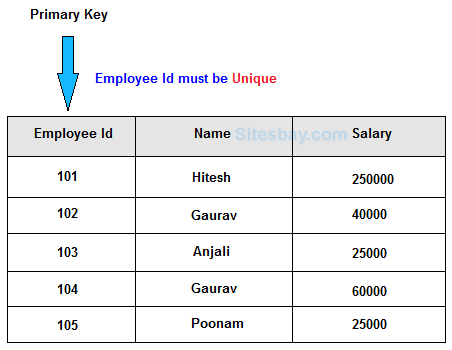 Primary Key
Employee Id must be Unique
Employee Id Name Salary
Sitesbay.com
101 Hitesh 250000
102 Gaurav 40000
103 Anjali 25000
104 Gaurav 60000
105 Poonam 25000